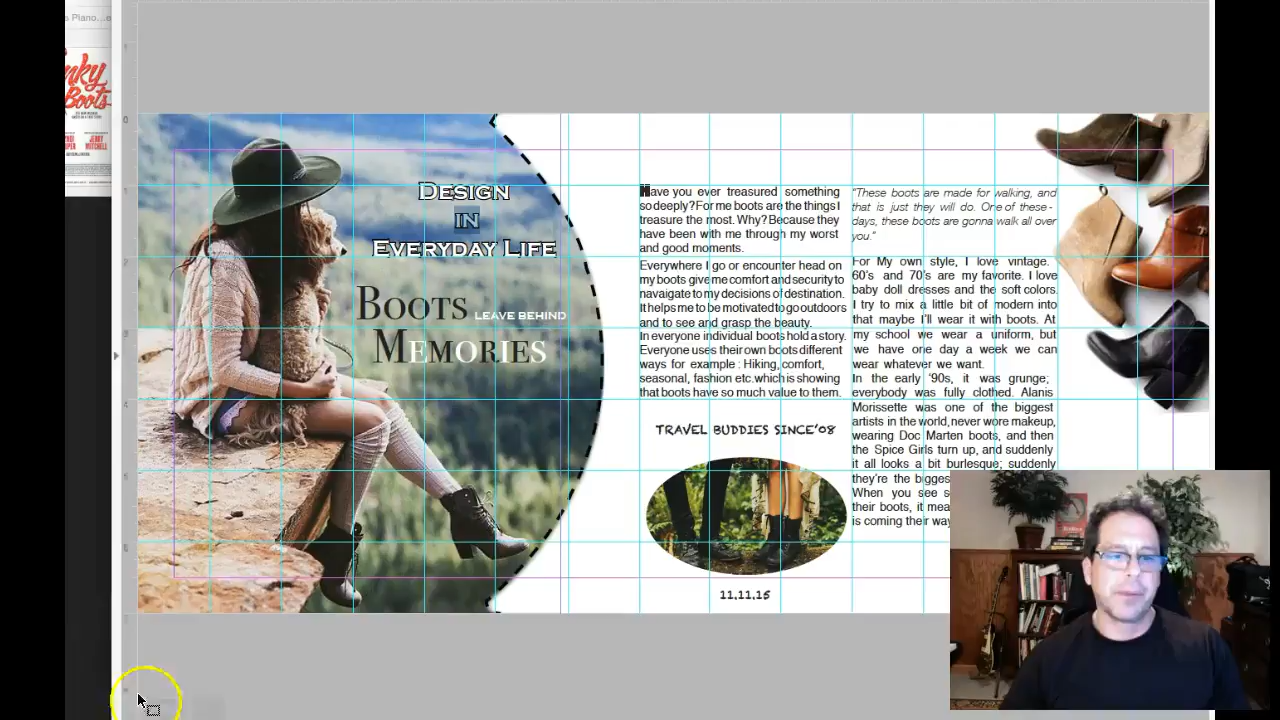 s Piano...
nky
Boots
DESIGN
IN
EVERYDAY LIFE
BOOTS LEAVE BEHIND
MEMORIES
Have you ever treasured something
so deeply? For me boots are the things I
treasure the most. Why? Because they
have been with me through my worst
and good moments.
Everywhere I go or encounter head on
my boots give me comfort and security to
navaigate to my decisions of destination.
It helps me to be motivated to go outdoors
and to see and grasp the beauty.
In everyone individual boots hold a story.
Everyone uses their own boots different
ways for example : Hiking, comfort,
seasonal, fashion etc.which is showing
that boots have so much value to them.
TRAVEL BUDDIES SINCE'08
11.11.15
"These boots are made for walking, and
that is just they will do. One of these -
days, these boots are gonna walk all over
you."
For My own style, I love vintage.
60's and 70's are my favorite. I love
baby doll dresses and the soft colors.
I try to mix a little bit of modern into
that maybe I'll wear it with boots. At
my school we wear a uniform, but
we have one day a week we can
wear whatever we want.
In the early '90s, it was grunge;
everybody was fully clothed. Alanis
Morissette was one of the biggest
artists in the world, never wore makeup,
wearing Doc Marten boots, and then
the Spice Girls turn up, and suddenly
it all looks a bit burlesque; suddenly
they're the bigges
When you see s
their boots, it mea
is coming their way